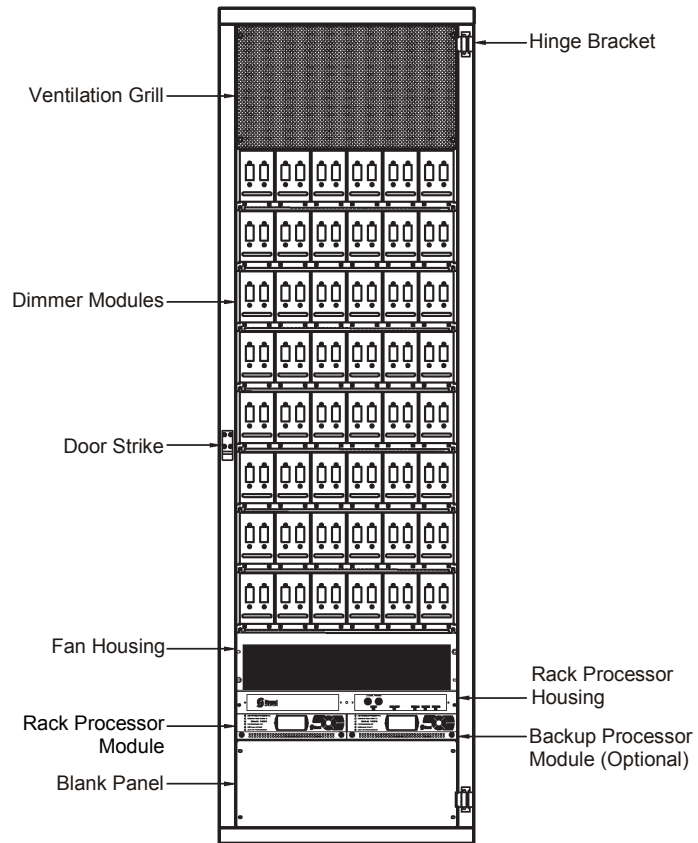 Hinge Bracket
Ventilation Grill
Dimmer Modules
Door Strike
Fan Housing
Rack Processor
Housing
Rack Processor
Module
Backup Processor
Module (Optional)
Blank Panel